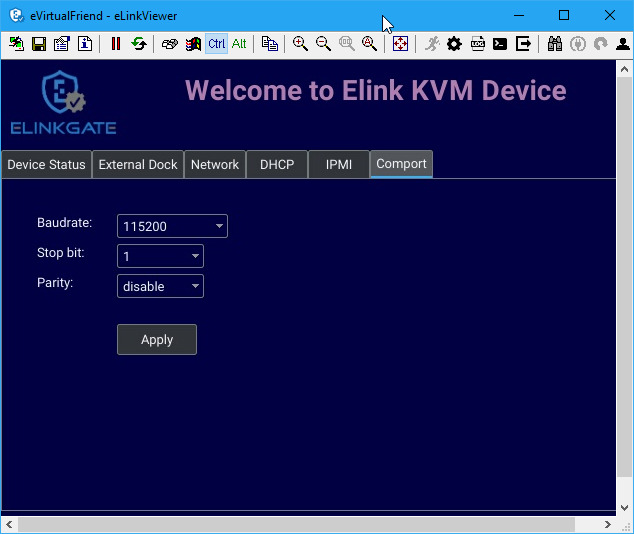 eVirtualFriend - eLinkViewer
Ctrl Alt
ELINKGATE
Welcome to Elink KVM Device
Device Status External Dock Network DHCP IPMI Comport
Baudrate: 115200
Stop bit: 1
Parity: disable
Apply